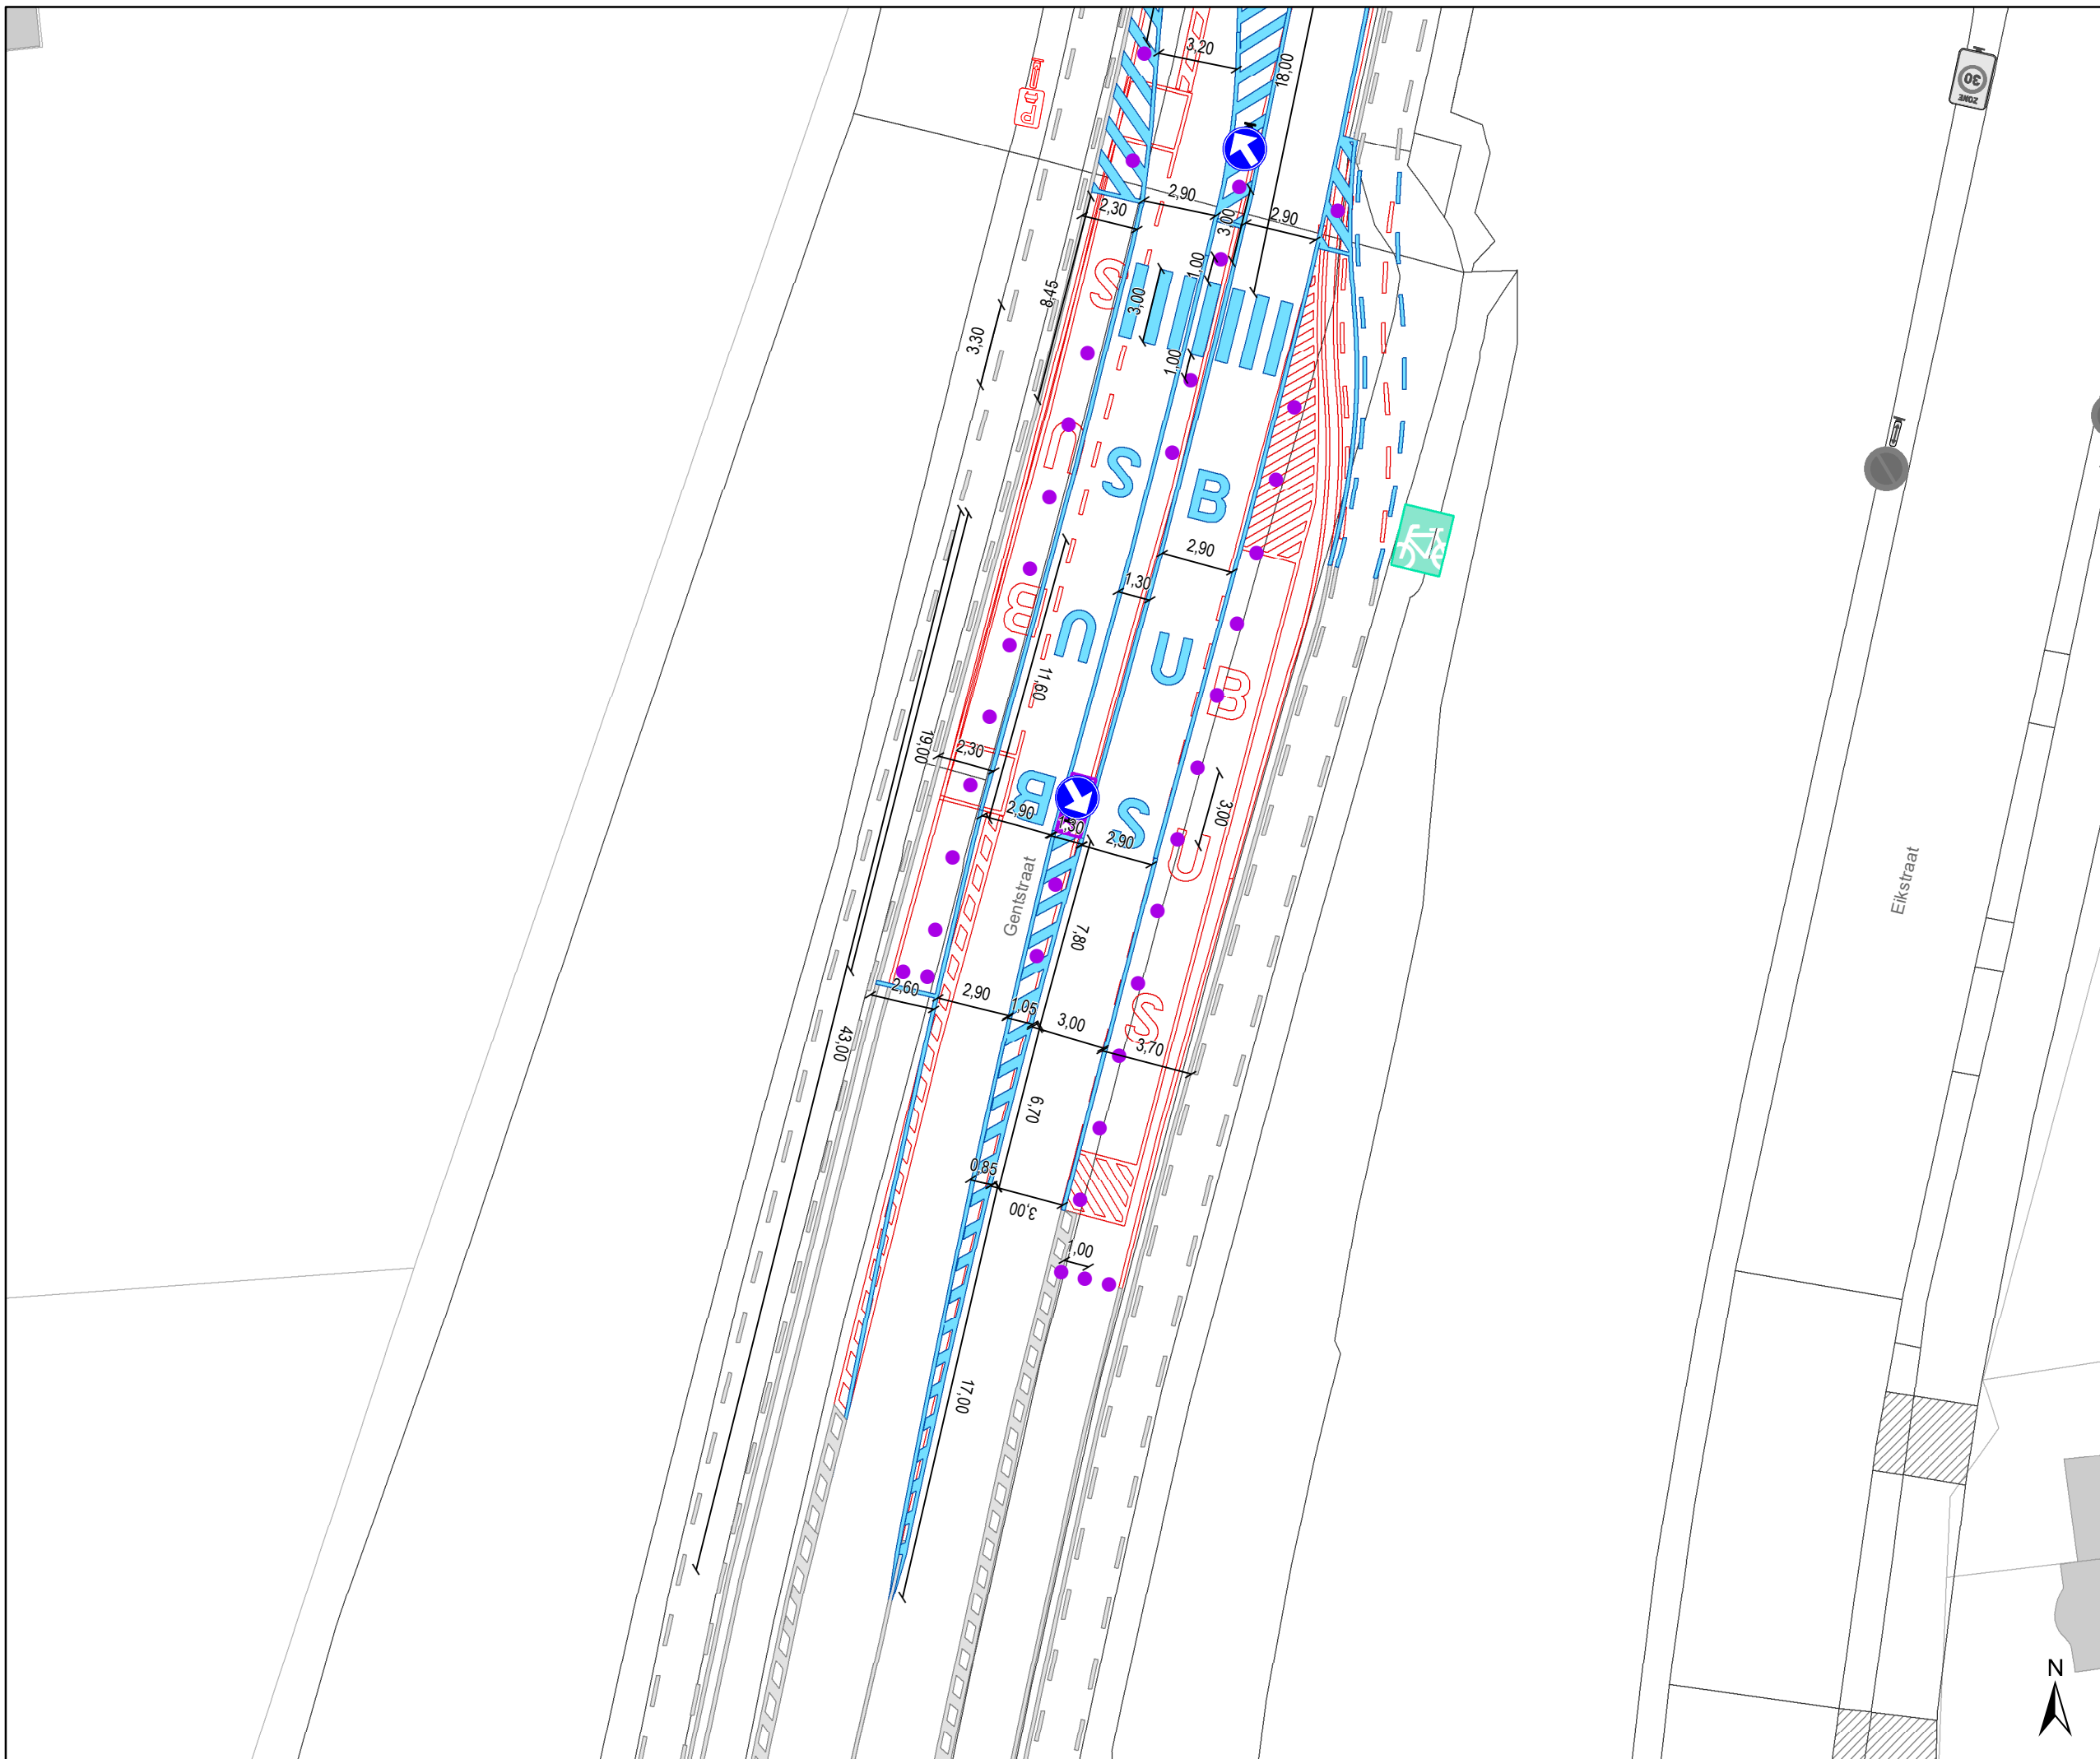 3,20
18,00
P
30
ZONE
2,90
2,30
3,00
2,90
S
1,00
8,45
3,00
3,30
1,00
U
S
B
2,90
1,30
B
U
U
11,60
B
19,00
2,30
B
S
3,00
2,90
1,30
2,90
U
Gentstraat
Eikstraat
7,80
2,60
2,90
1,05
3,00
S
43,00
3,70
6,70
0,85
3,00
1,00
17,00
N